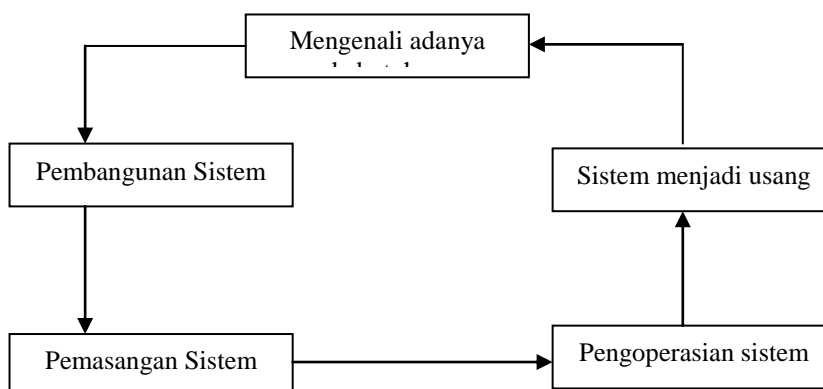 Mengenali adanya
Pembangunan Sistem
Sistem menjadi usang
Pemasangan Sistem
Pengoperasian sistem